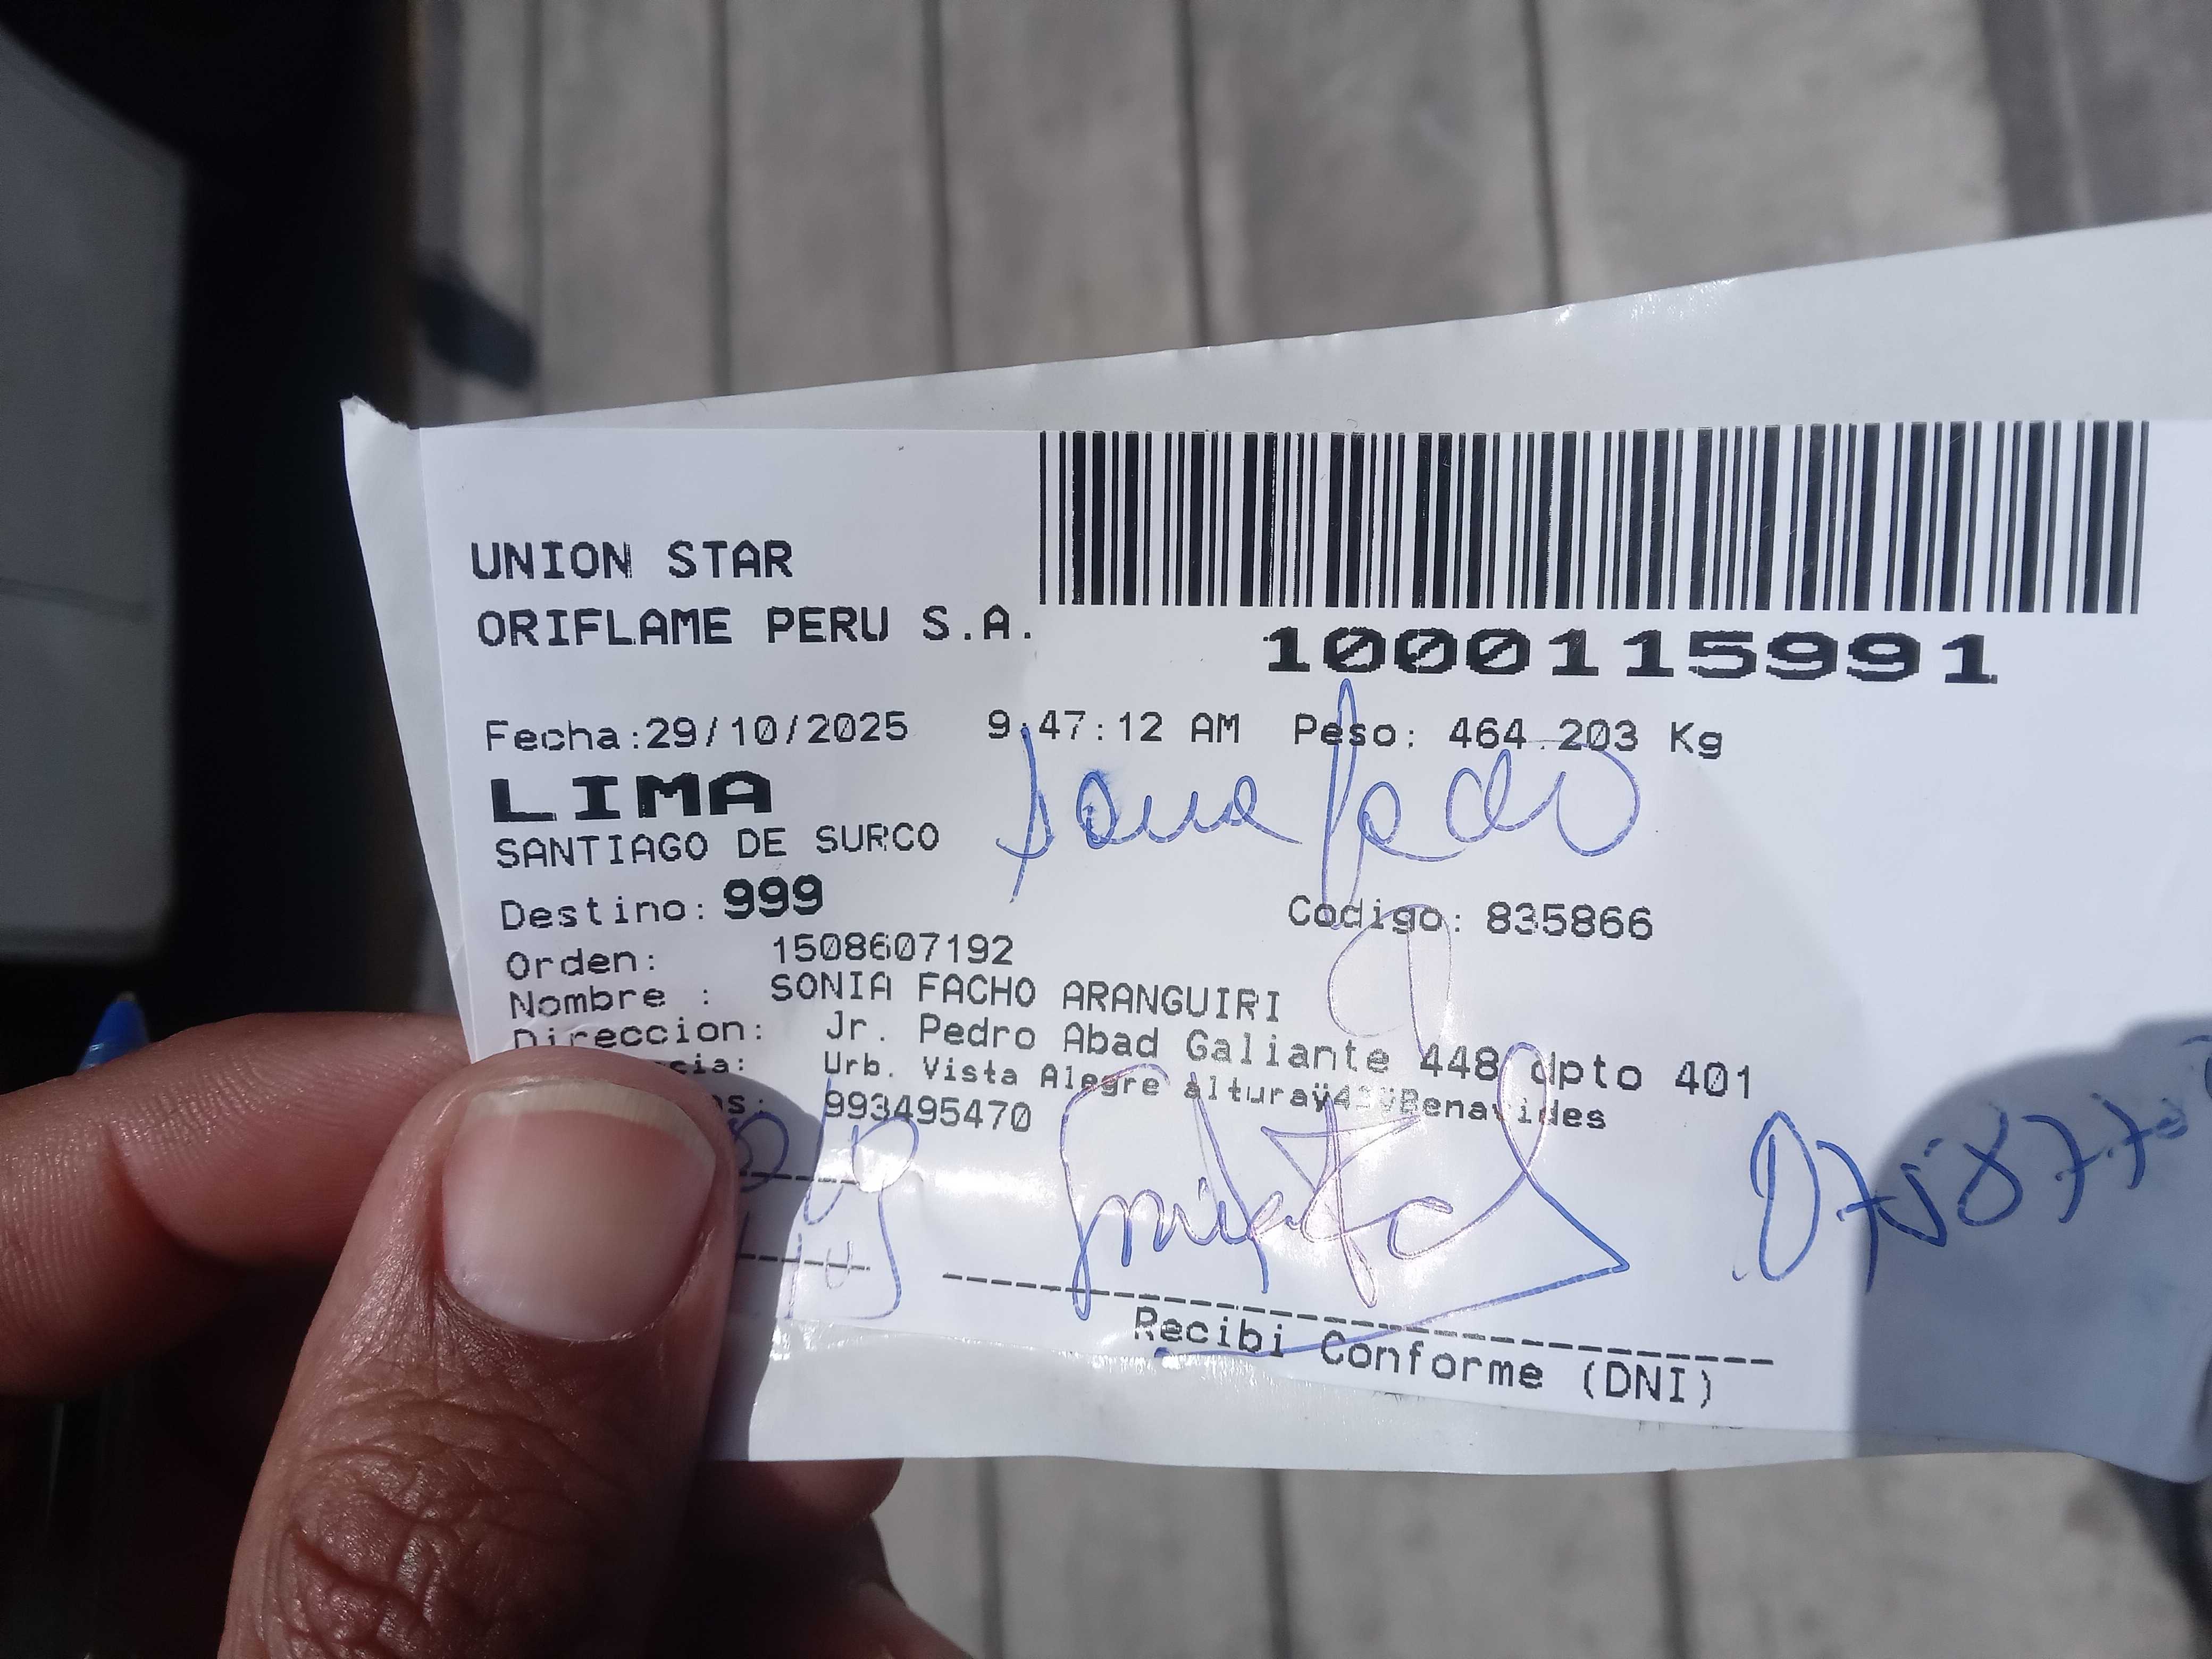 UNION STAR
ORIFLAME PERU S.A.
1000115991
Fecha:29/10/2025 9:47:12 AM Peso: 464.203 Kg
LIMA
SANTIAGO DE SURCO
Destino: 999 Codigo: 835866
Orden: 1508607192
Nombre : SONIA FACHO ARANGUIRI
Direccion: Jr. Pedro Abad Galiante 448 dpto 401
cia: Urb. Vista Alegre Benavides
s: 993495470
Recibi Conforme (DNI)